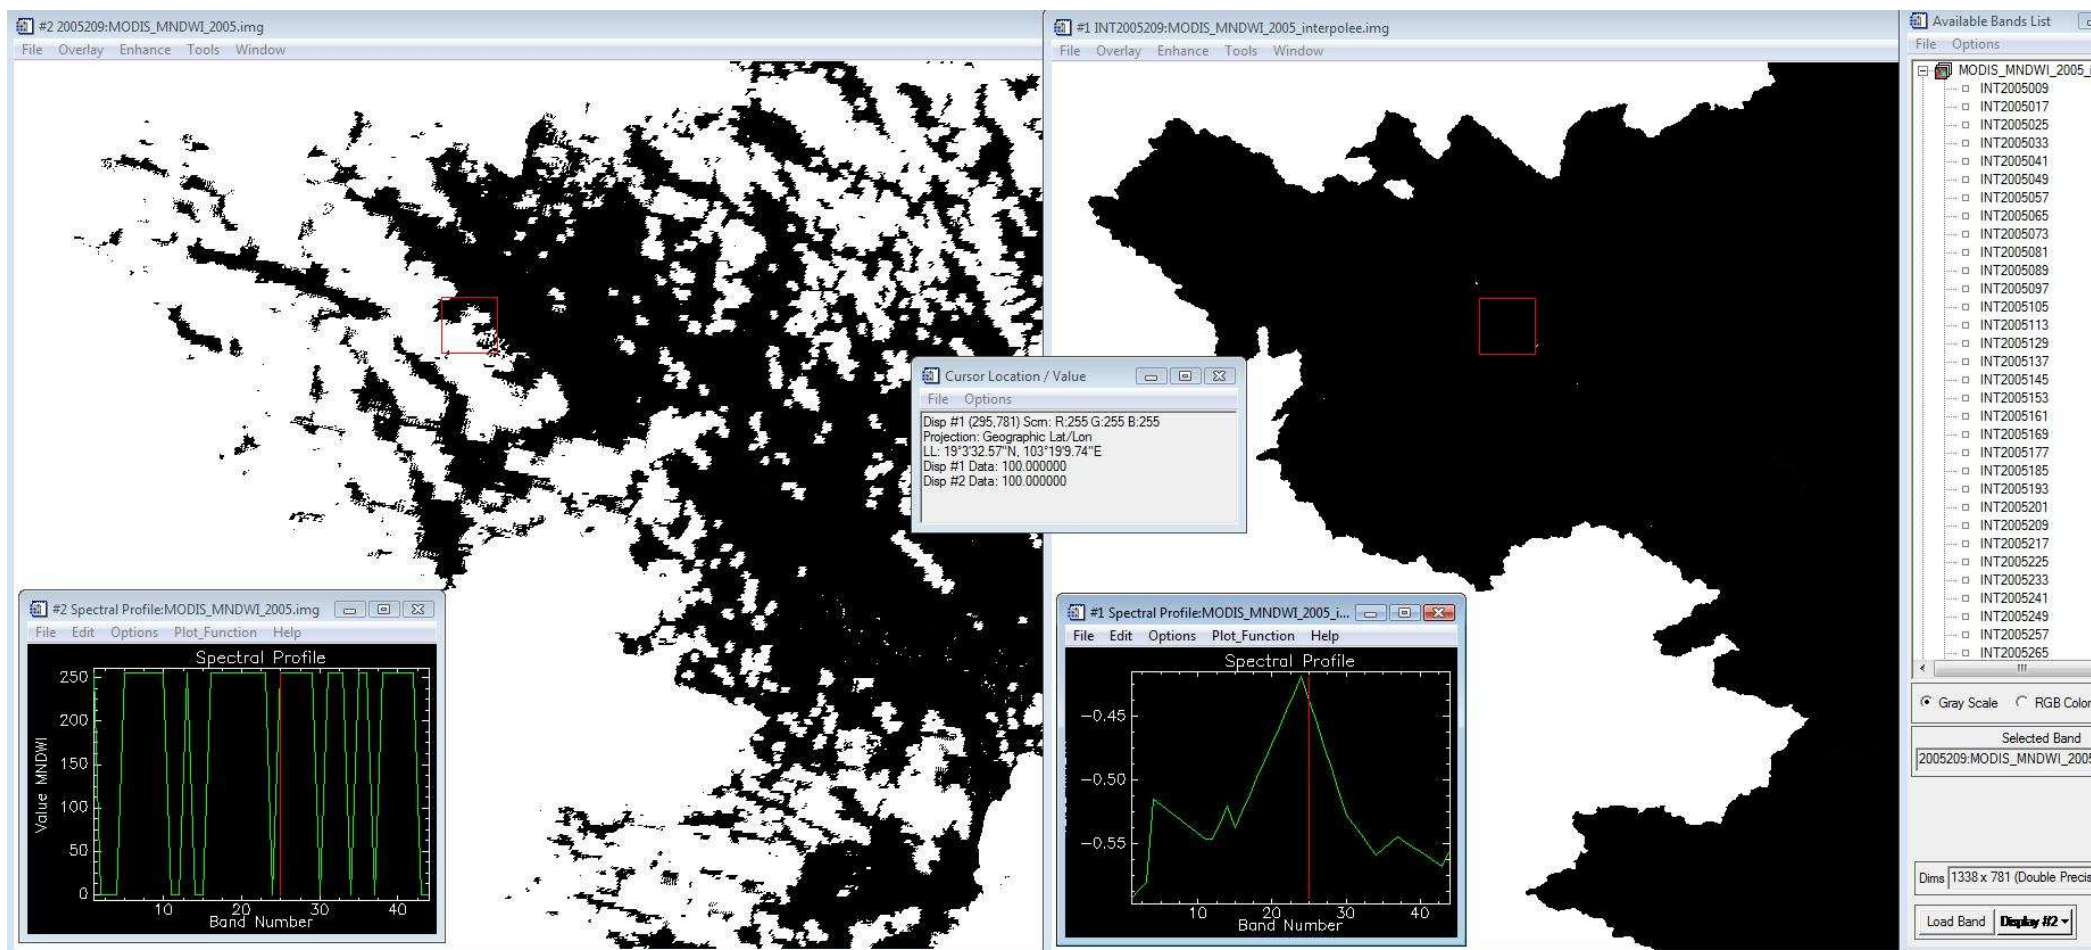 #2 2005209:MODIS_MNDWI_2005.img
File Overlay Enhance Tools Window
#1 INT2005209:MODIS_MNDWI_2005_interpolee.img
File Overlay Enhance Tools Window
Available Bands List
File Options
MODIS_MNDWI_2005_i
INT2005009
INT2005017
INT2005025
INT2005033
INT2005041
INT2005049
INT2005057
INT2005065
INT2005073
INT2005081
INT2005089
INT2005097
INT2005105
INT2005113
INT2005129
INT2005137
INT2005145
INT2005153
INT2005161
INT2005169
INT2005177
INT2005185
INT2005193
INT2005201
INT2005209
INT2005217
INT2005225
INT2005233
INT2005241
INT2005249
INT2005257
INT2005265
Gray Scale RGB Color
Selected Band
2005209:MODIS_MNDWI_2005
Dims 1338 x 781 (Double Precis
Load Band Display #2
Cursor Location / Value
File Options
Disp #1 (295,781) Scrn: R:255 G:255 B:255
Projection: Geographic Lat/Lon
LL: 19°3'32.57"N, 103°19'9.74"E
Disp #1 Data: 100.000000
Disp #2 Data: 100.000000
#2 Spectral Profile:MODIS_MNDWI_2005.img
File Edit Options Plot_Function Help
Spectral Profile
Value MNDWI
250
200
150
100
50
0
10 20 30 40
Band Number
#1 Spectral Profile:MODIS_MNDWI_2005_i...
File Edit Options Plot_Function Help
Spectral Profile
-0.45
-0.50
-0.55
10 20 30 40
Band Number